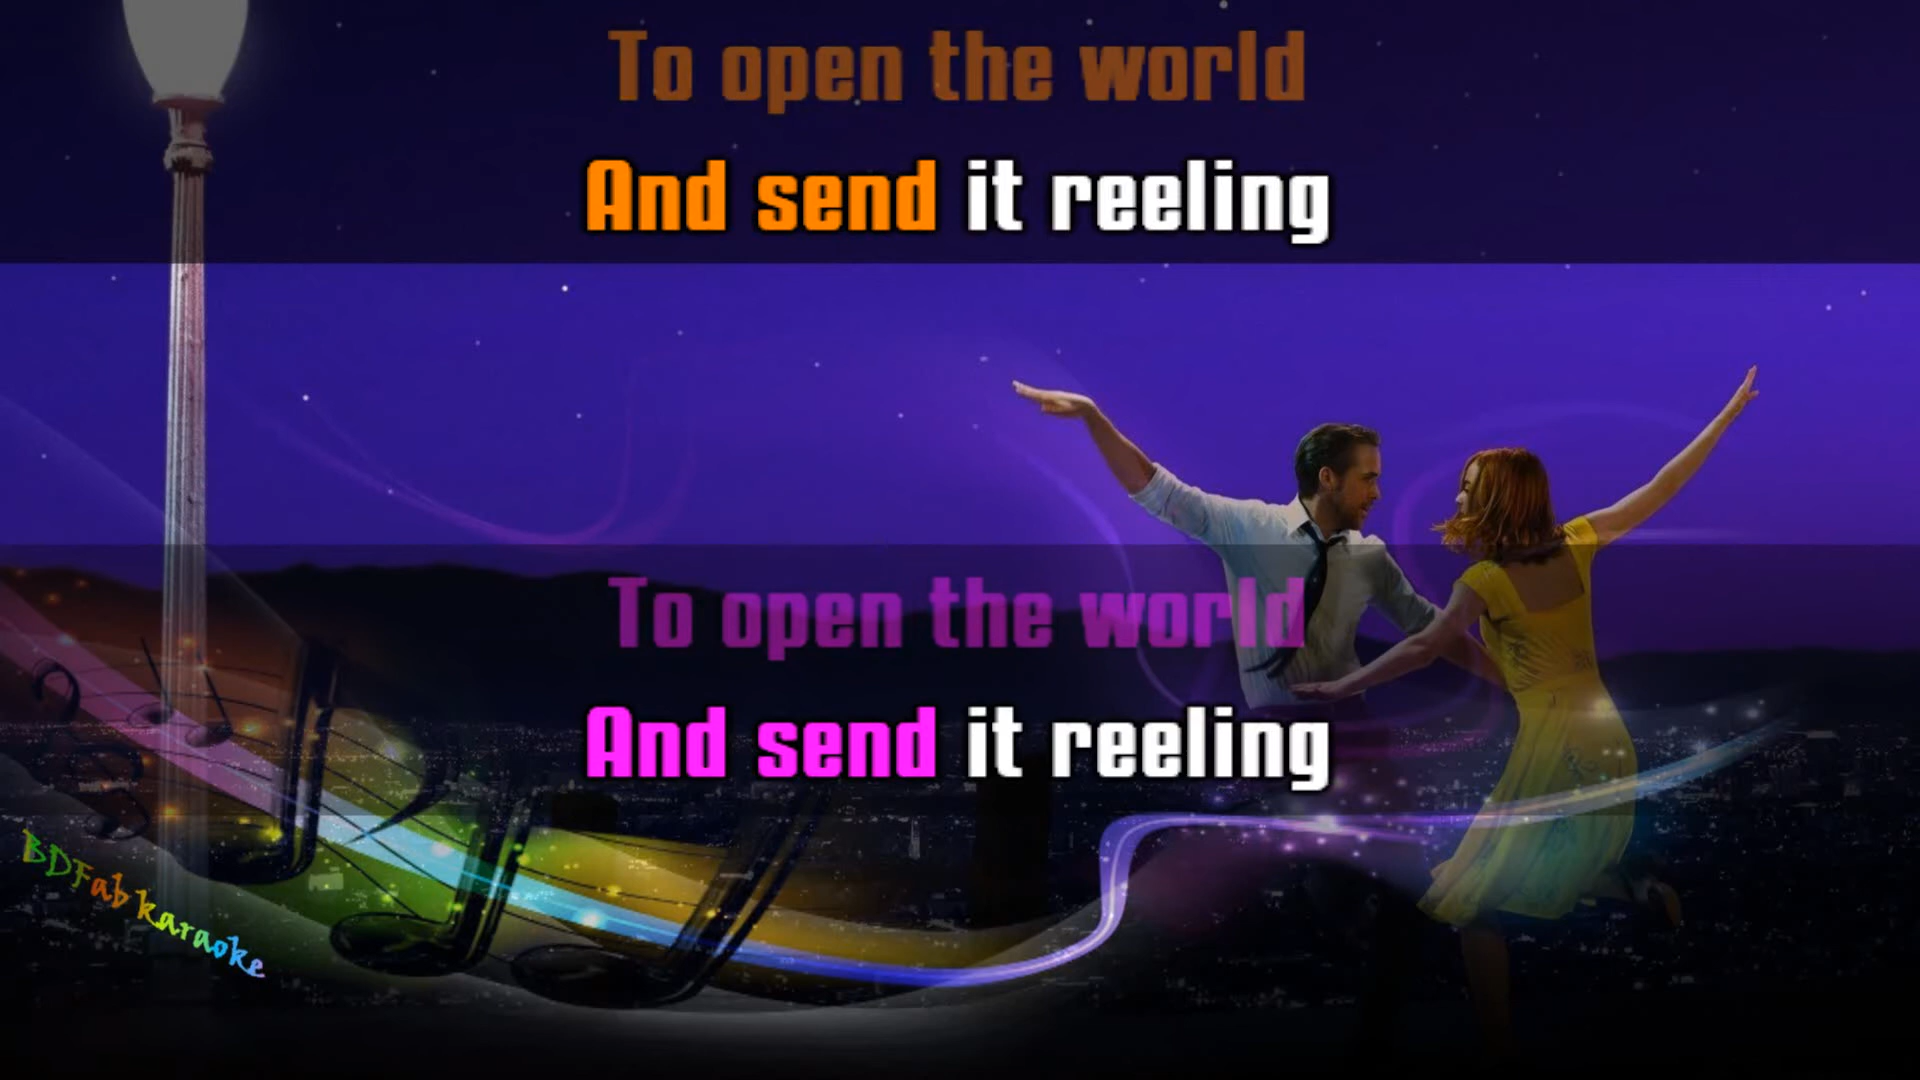 To open the world
And send it reeling
To open the world
And send it reeling
BDFab karaoke